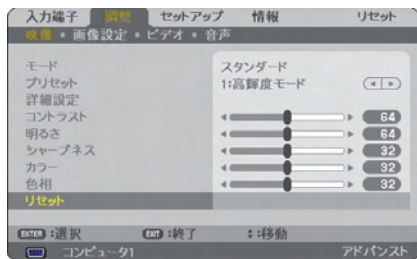 入力端子 調整 セットアップ 情報 リセット
映像 • 画像設定 • ビデオ • 音声
モード スタンダード
プリセット 1:高輝度モード
詳細設定
コントラスト 64
明るさ 64
シャープネス 32
カラー 32
色相 32
リセット
ENTER :選択 EXIT :終了 :移動
コンピュータ1 アドバンスト